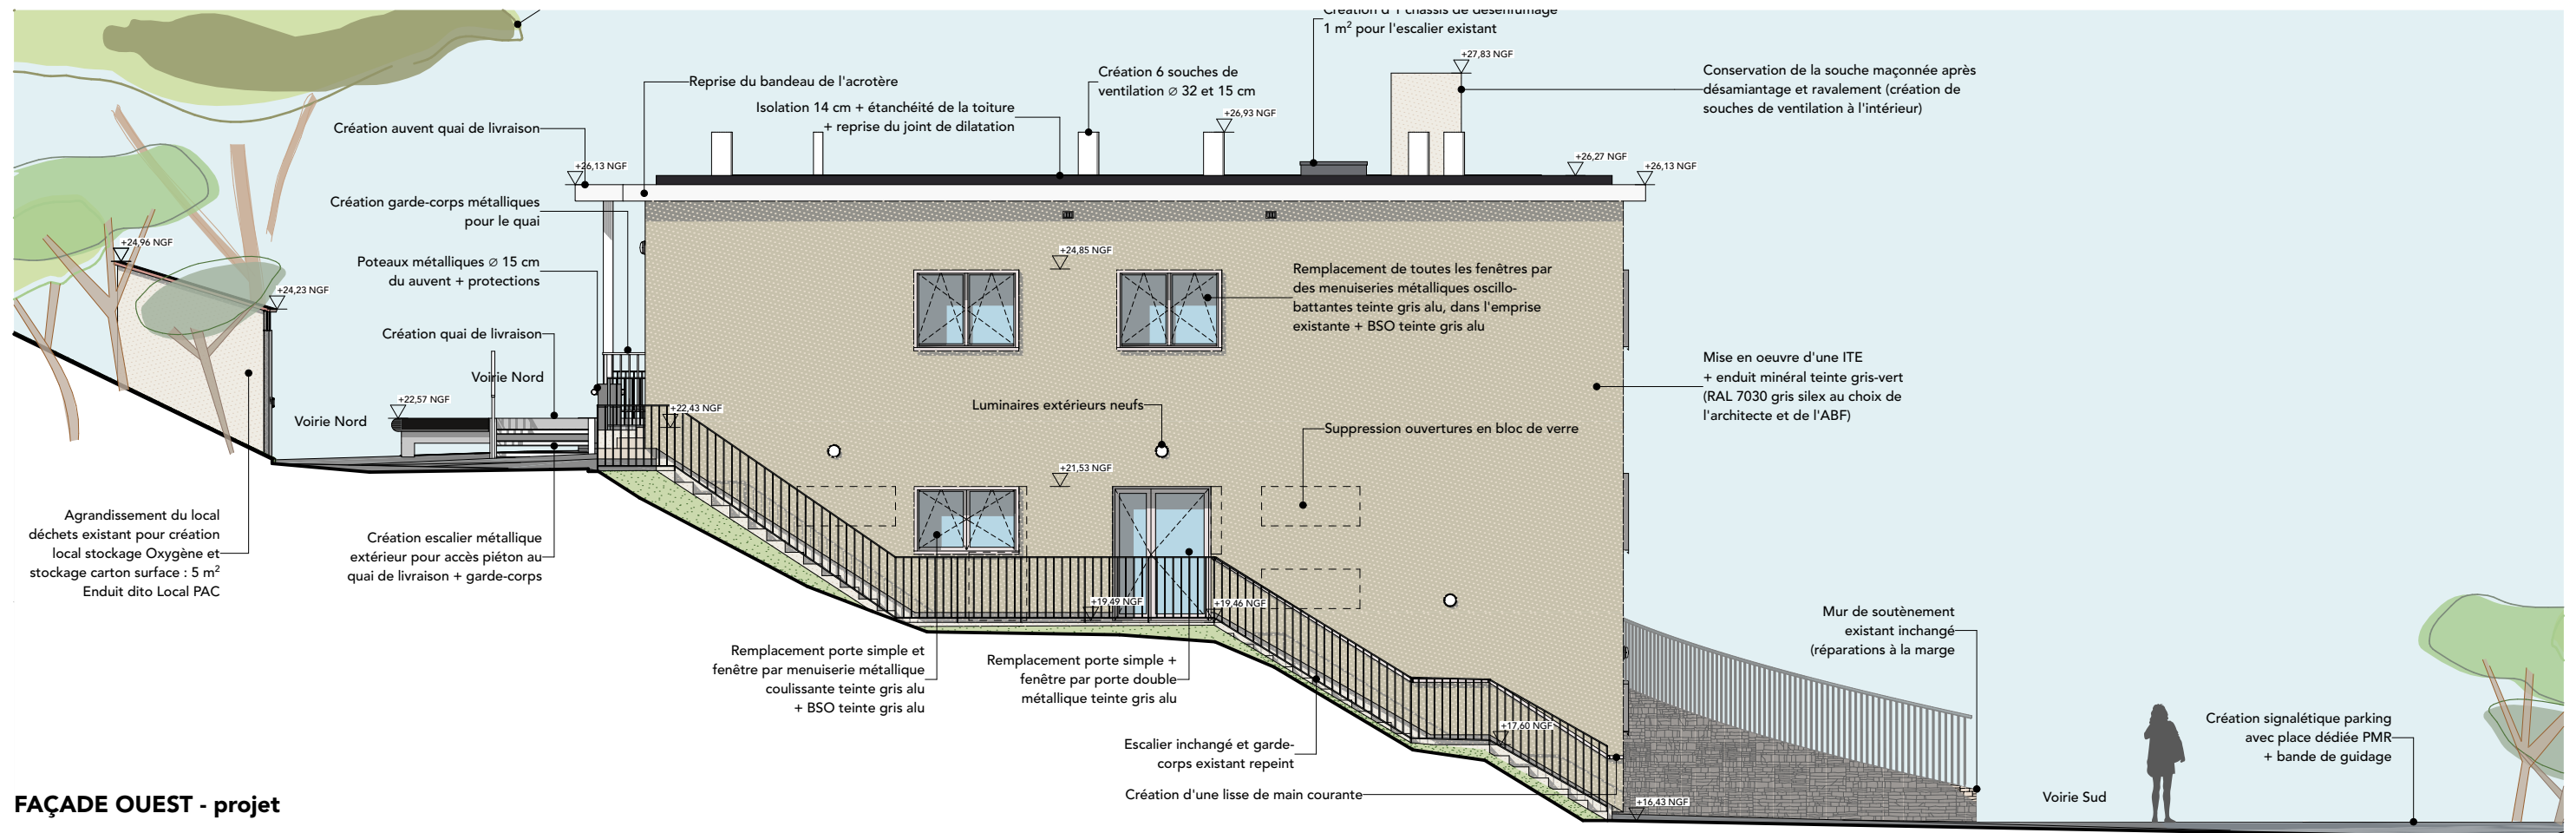 Création d'1 châssis de désenfumage
1 m² pour l'escalier existant
+27,83 NGF
Reprise du bandeau de l'acrotère
Création 6 souches de
ventilation ⌀ 32 et 15 cm
Conservation de la souche maçonnée après
désamiantage et ravalement (création de
souches de ventilation à l'intérieur)
Isolation 14 cm + étanchéité de la toiture
+ reprise du joint de dilatation
+26,93 NGF
Création auvent quai de livraison
+26,13 NGF
+26,27 NGF
+26,13 NGF
Création garde-corps métalliques
pour le quai
+24,96 NGF
+24,85 NGF
Poteaux métalliques ⌀ 15 cm
du auvent + protections
Remplacement de toutes les fenêtres par
des menuiseries métalliques oscillo-
battantes teinte gris alu, dans l'emprise
existante + BSO teinte gris alu
+24,23 NGF
Création quai de livraison
Mise en oeuvre d'une ITE
+ enduit minéral teinte gris-vert
(RAL 7030 gris silex au choix de
l'architecte et de l'ABF)
Voirie Nord
+22,57 NGF
+22,43 NGF
Luminaires extérieurs neufs
Voirie Nord
Suppression ouvertures en bloc de verre
+21,53 NGF
Agrandissement du local
déchets existant pour création
local stockage Oxygène et
stockage carton surface : 5 m²
Enduit dito Local PAC
Création escalier métallique
extérieur pour accès piéton au
quai de livraison + garde-corps
+19,49 NGF
+19,46 NGF
Mur de soutènement
existant inchangé
(réparations à la marge
Remplacement porte simple et
fenêtre par menuiserie métallique
coulissante teinte gris alu
+ BSO teinte gris alu
Remplacement porte simple +
fenêtre par porte double
métallique teinte gris alu
+17,60 NGF
Création signalétique parking
avec place dédiée PMR
+ bande de guidage
Escalier inchangé et garde-
corps existant repeint
Création d'une lisse de main courante
+16,43 NGF
Voirie Sud
FAÇADE OUEST - projet